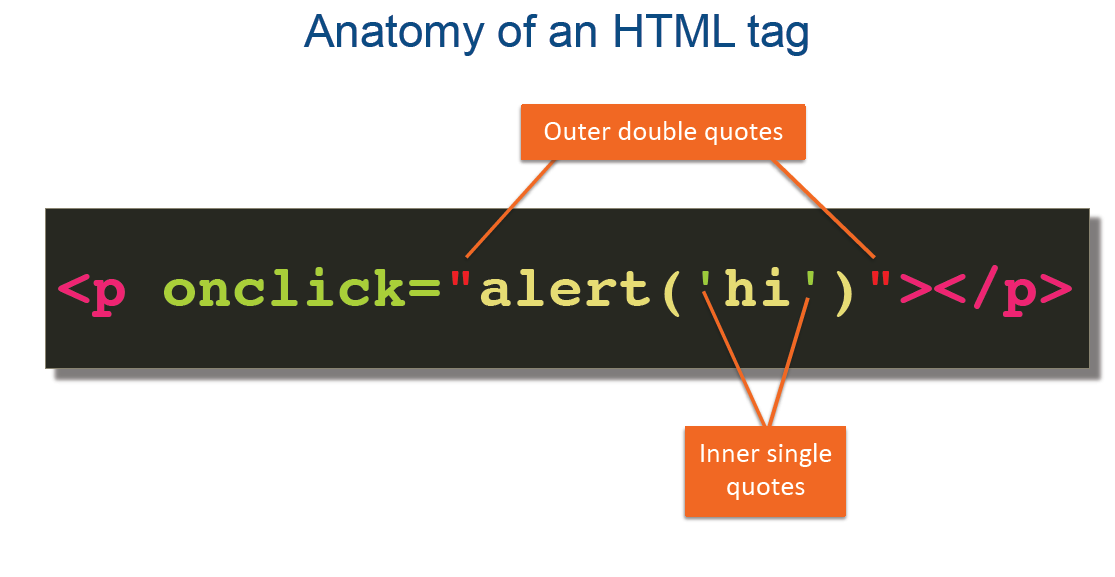 Anatomy of an HTML tag
Outer double quotes
<p onclick="alert('hi')"></p>
Inner single
quotes